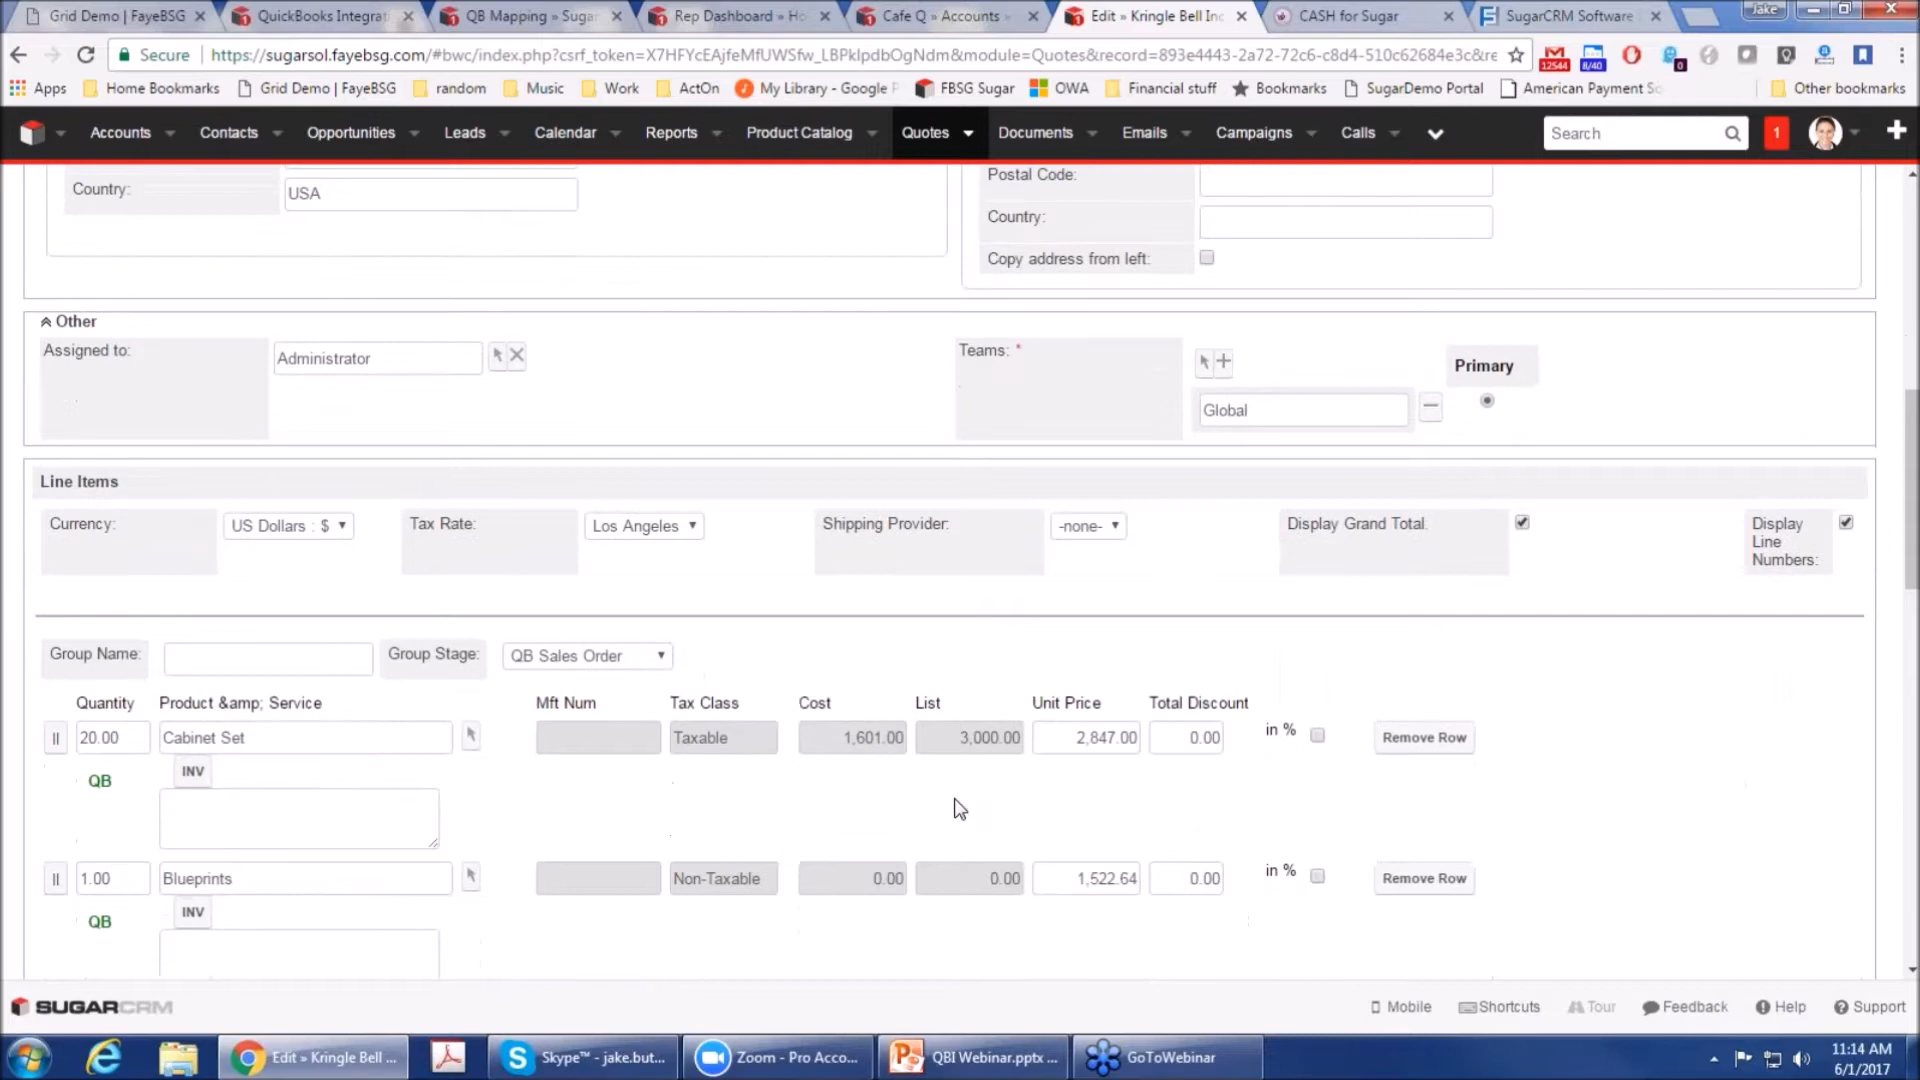 Grid Demo | FayeBSG
QuickBooks Integrat
QB Mapping » Sugar
Rep Dashboard » Ho
Cafe Q » Accounts »
Edit » Kringle Bell Inc
CASH for Sugar
SugarCRM Software
Jake
Secure
https://sugarsol.fayebsg.com/#bwc/index.php?csrf_token=X7HFYcEAjfeMfUWSfw_LBPklpdbOgNdm&module=Quotes&record=893e4443-2a72-72c6-c8d4-510c62684e3c&re
12544
8/40
0
Apps
Home Bookmarks
Grid Demo | FayeBSG
random
Music
Work
ActOn
My Library - Google P
FBSG Sugar
OWA
Financial stuff
Bookmarks
SugarDemo Portal
American Payment So
Other bookmarks
Accounts
Contacts
Opportunities
Leads
Calendar
Reports
Product Catalog
Quotes
Documents
Emails
Campaigns
Calls
Search
1
Country:
USA
Postal Code:
Country:
Copy address from left:
Other
Assigned to:
Administrator
Teams: *
Primary
Global
Line Items
Currency:
US Dollars : $
Tax Rate:
Los Angeles
Shipping Provider:
-none-
Display Grand Total:
Display
Line
Numbers:
Group Name:
Group Stage:
QB Sales Order
Quantity
Product &amp; Service
Mft Num
Tax Class
Cost
List
Unit Price
Total Discount
20.00
Cabinet Set
Taxable
1,601.00
3,000.00
2,847.00
0.00
in %
Remove Row
QB
INV
1.00
Blueprints
Non-Taxable
0.00
0.00
1,522.64
0.00
in %
Remove Row
QB
INV
SUGARCRM
Mobile
Shortcuts
Tour
Feedback
Help
Support
Edit » Kringle Bell ...
Skype™ - jake.but...
Zoom - Pro Acco...
QBI Webinar.pptx ...
GoToWebinar
11:14 AM
6/1/2017